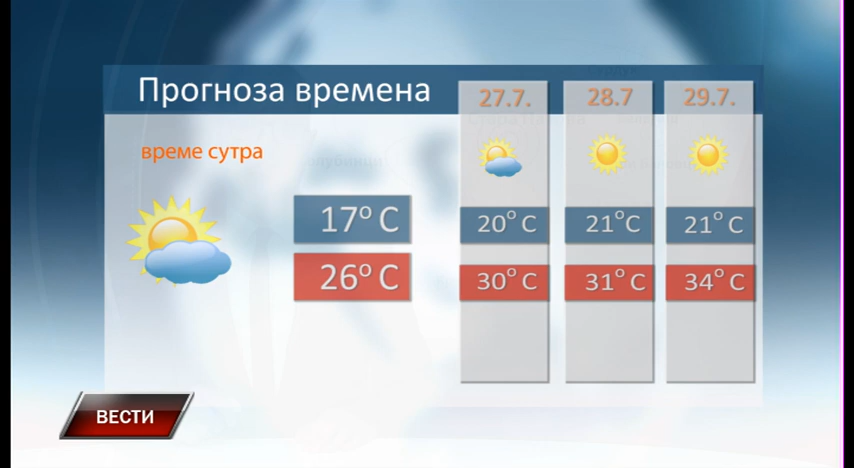 Прогноза времена
27.7.
28.7
29.7.
време сутра
17° C
20° C
21°C
21° C
26° C
30° C
31° C
34° C
ВЕСТИ